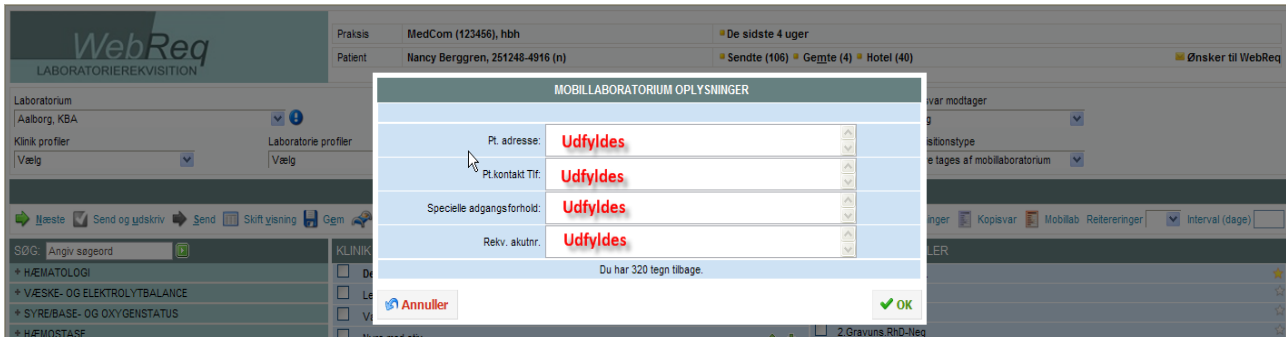 WebReq
LABORATORIEREKVISITION
Praksis MedCom (123456), hbh De sidste 4 uger
Patient Nancy Berggren, 251248-4916 (n) Sendte (106) Gemte (4) Hotel (40) Ønsker til WebReq
Laboratorium
Aalborg, KBA
Klinik profiler Laboratorie profiler
Vælg Vælg
var modtager
e tages af mobillaboratorium
MOBILLABORATORIUM OPLYSNINGER
Pt. adresse: Udfyldes
Pt.kontakt Tlf: Udfyldes
Specielle adgangsforhold: Udfyldes
Rekv. akutnr. Udfyldes
Du har 320 tegn tilbage.
Annuller OK
Næste Send og udskriv Send Skift visning Gem
inger Kopisvar Mobillab Reitereringer Interval (dage)
SØG: Angiv søgeord
KLINIK
LER
+ HÆMATOLOGI
+ VÆSKE- OG ELEKTROLYTBALANCE
+ SYRE/BASE- OG OXYGENSTATUS
+ HÆMOSTASE
2.Gravuns.RhD-Neg